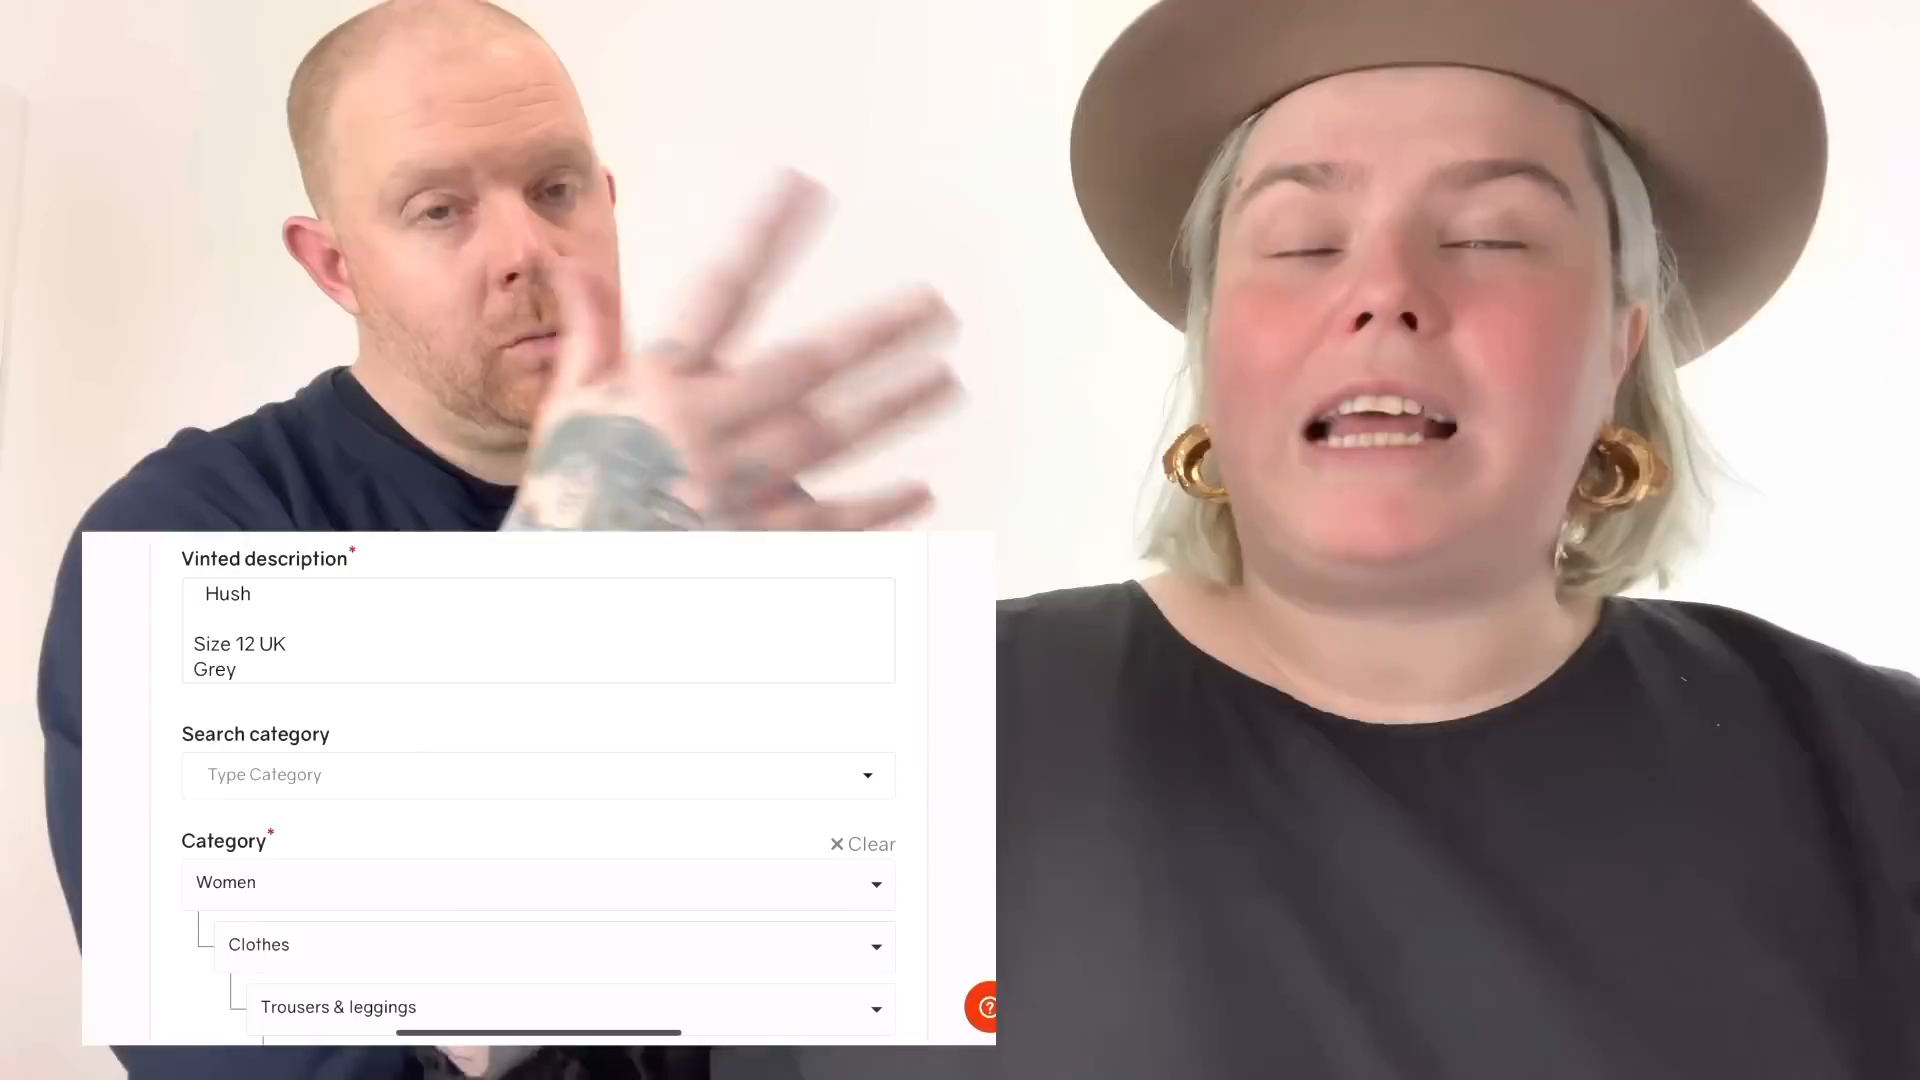 Vinted description*
Hush
Size 12 UK
Grey
Search category
Type Category
Category*
Clear
Women
Clothes
Trousers & leggings